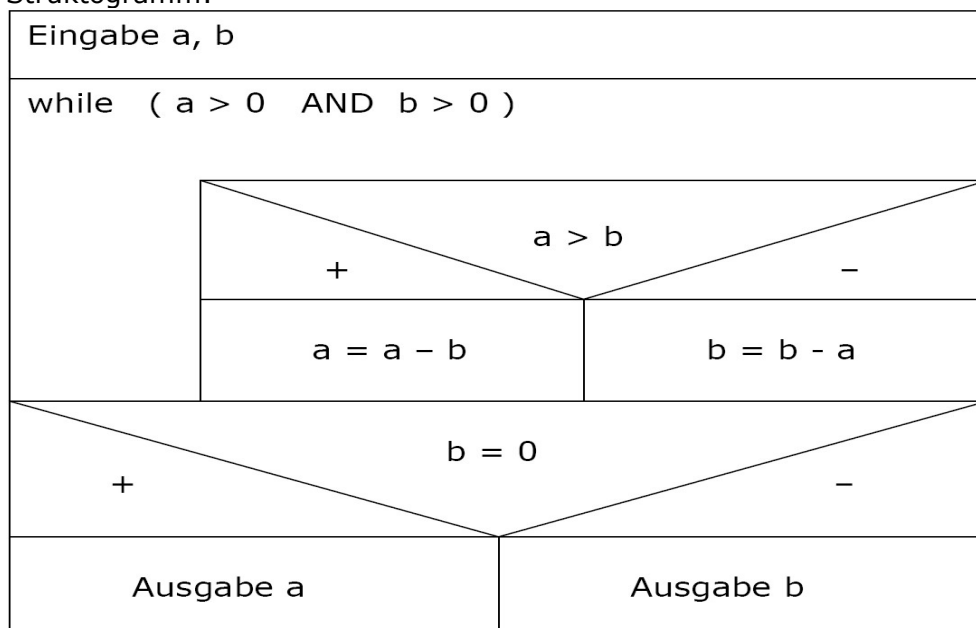 Struktogramm:
Eingabe a, b
while ( a > 0 AND b > 0 )
a > b
+ –
a = a – b b = b - a
b = 0
+ –
Ausgabe a Ausgabe b